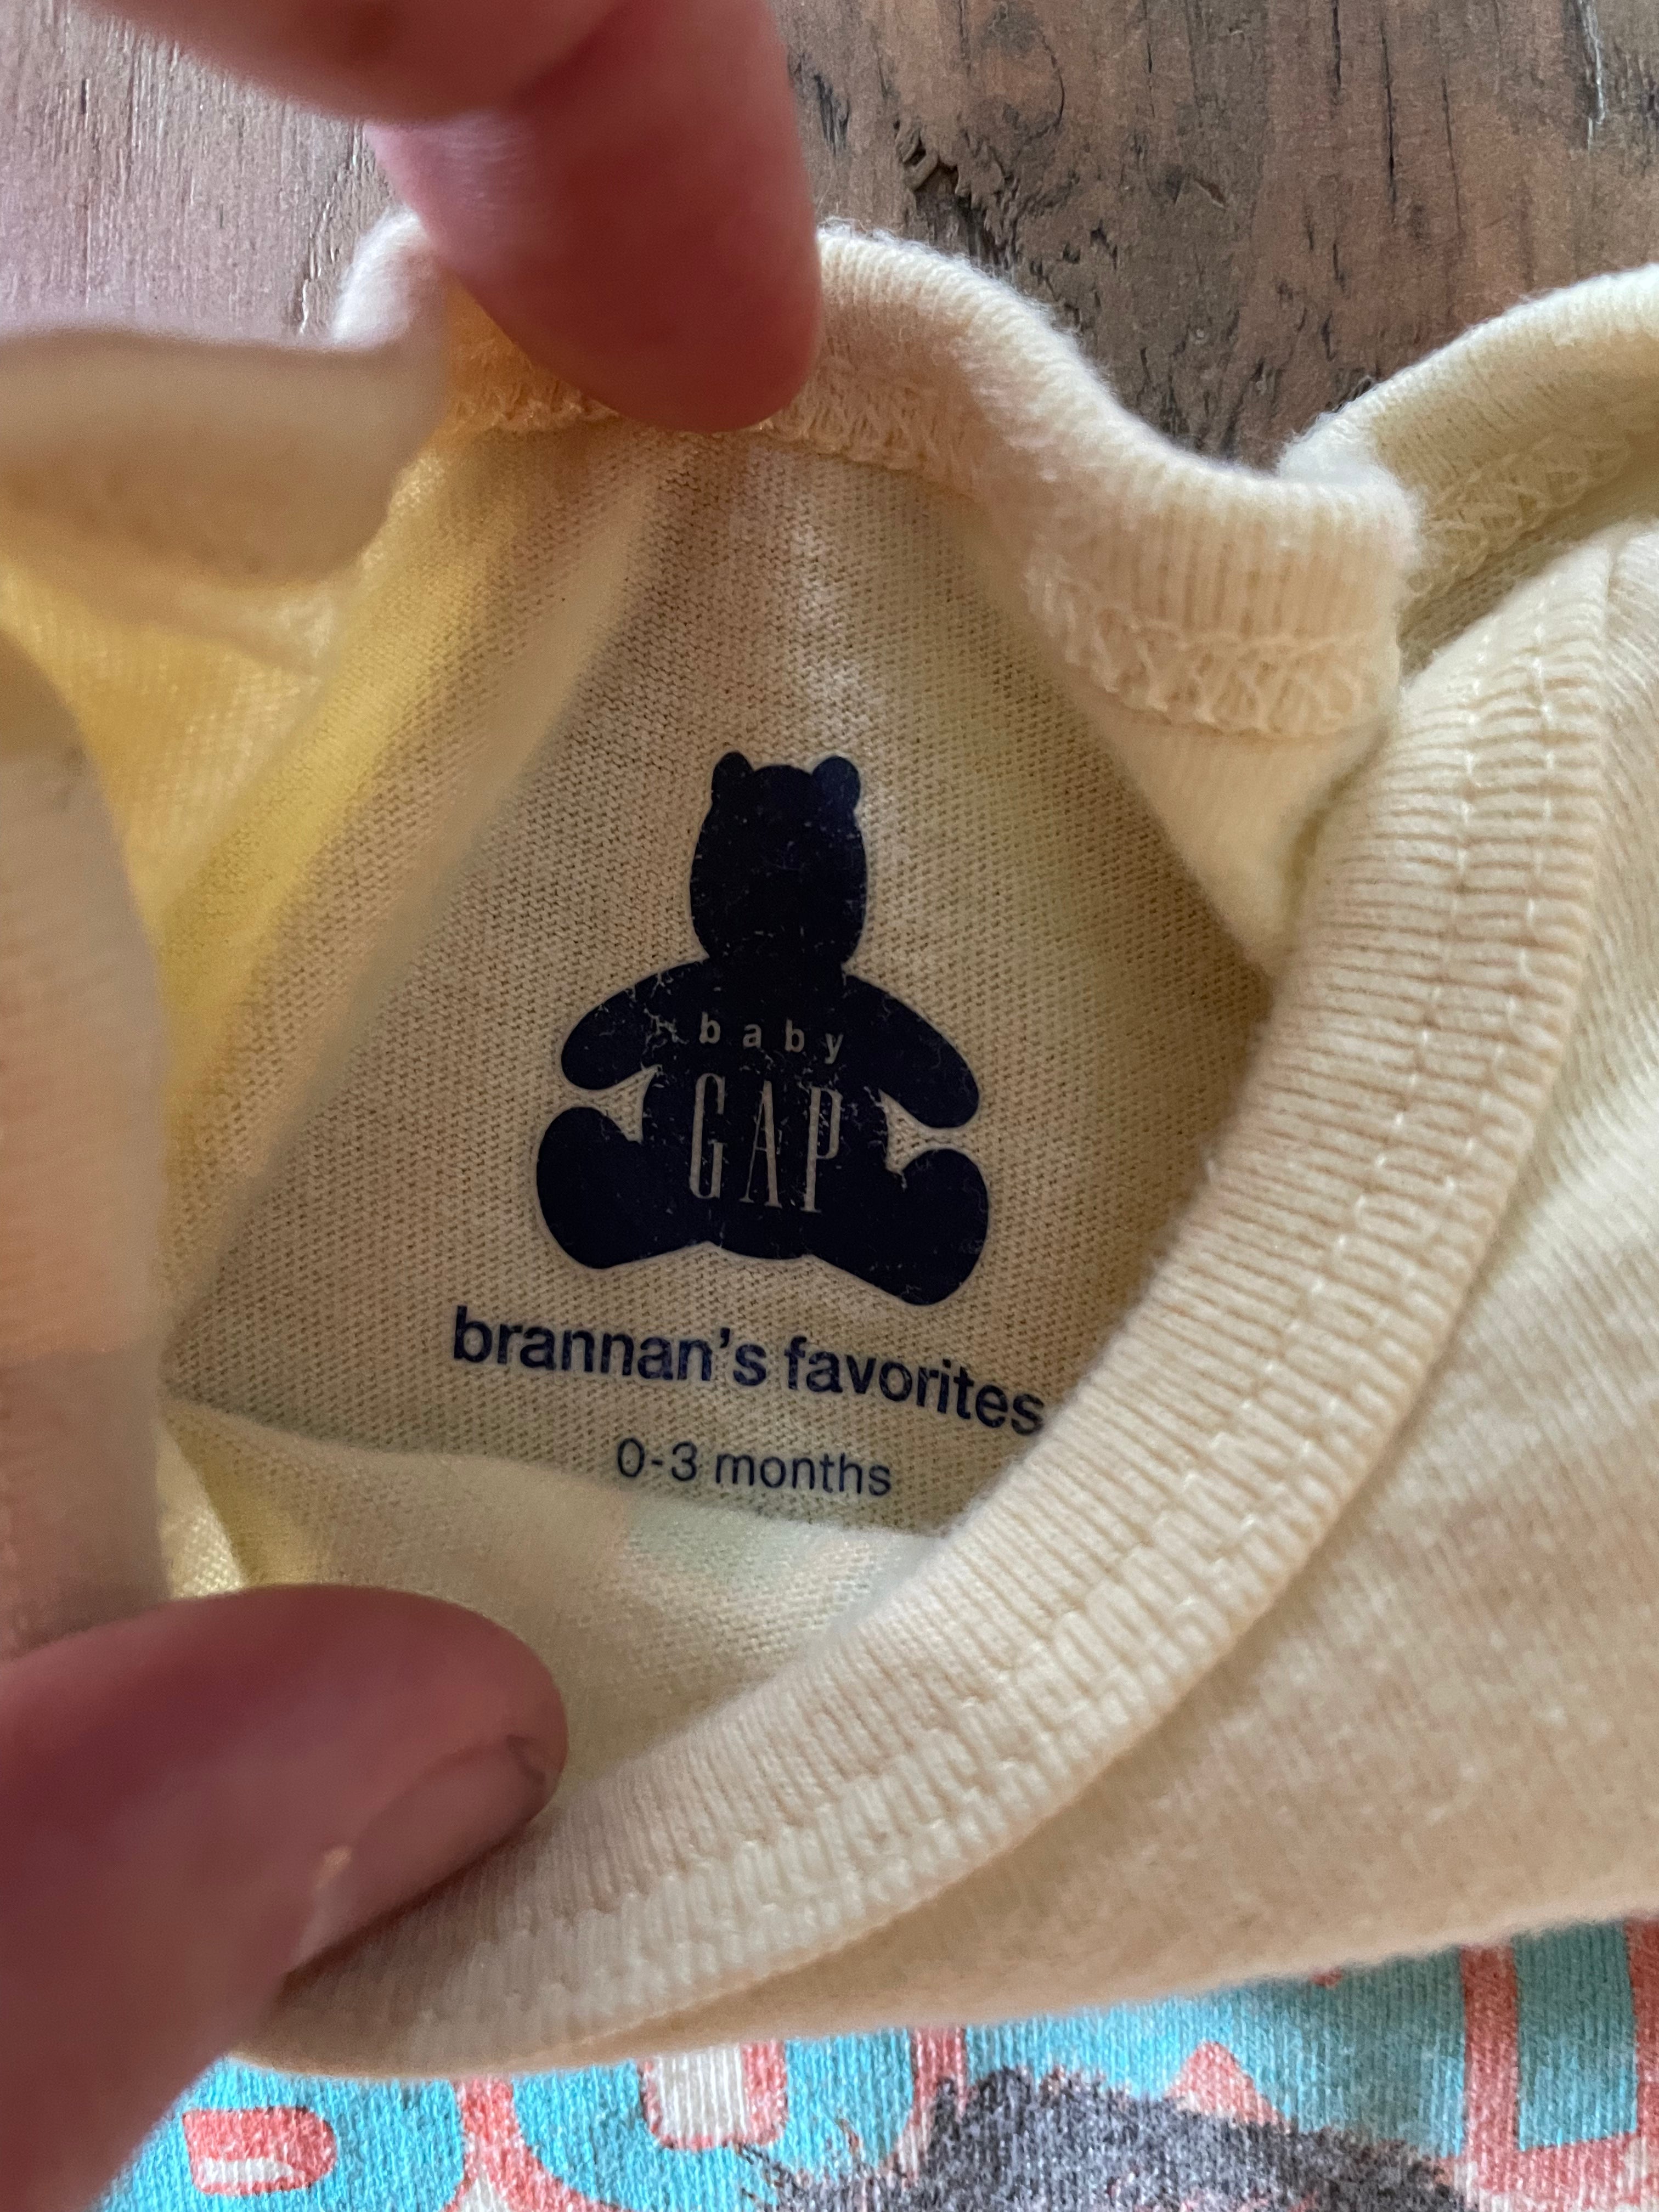 baby
GAP
brannan's favorites
0-3 months